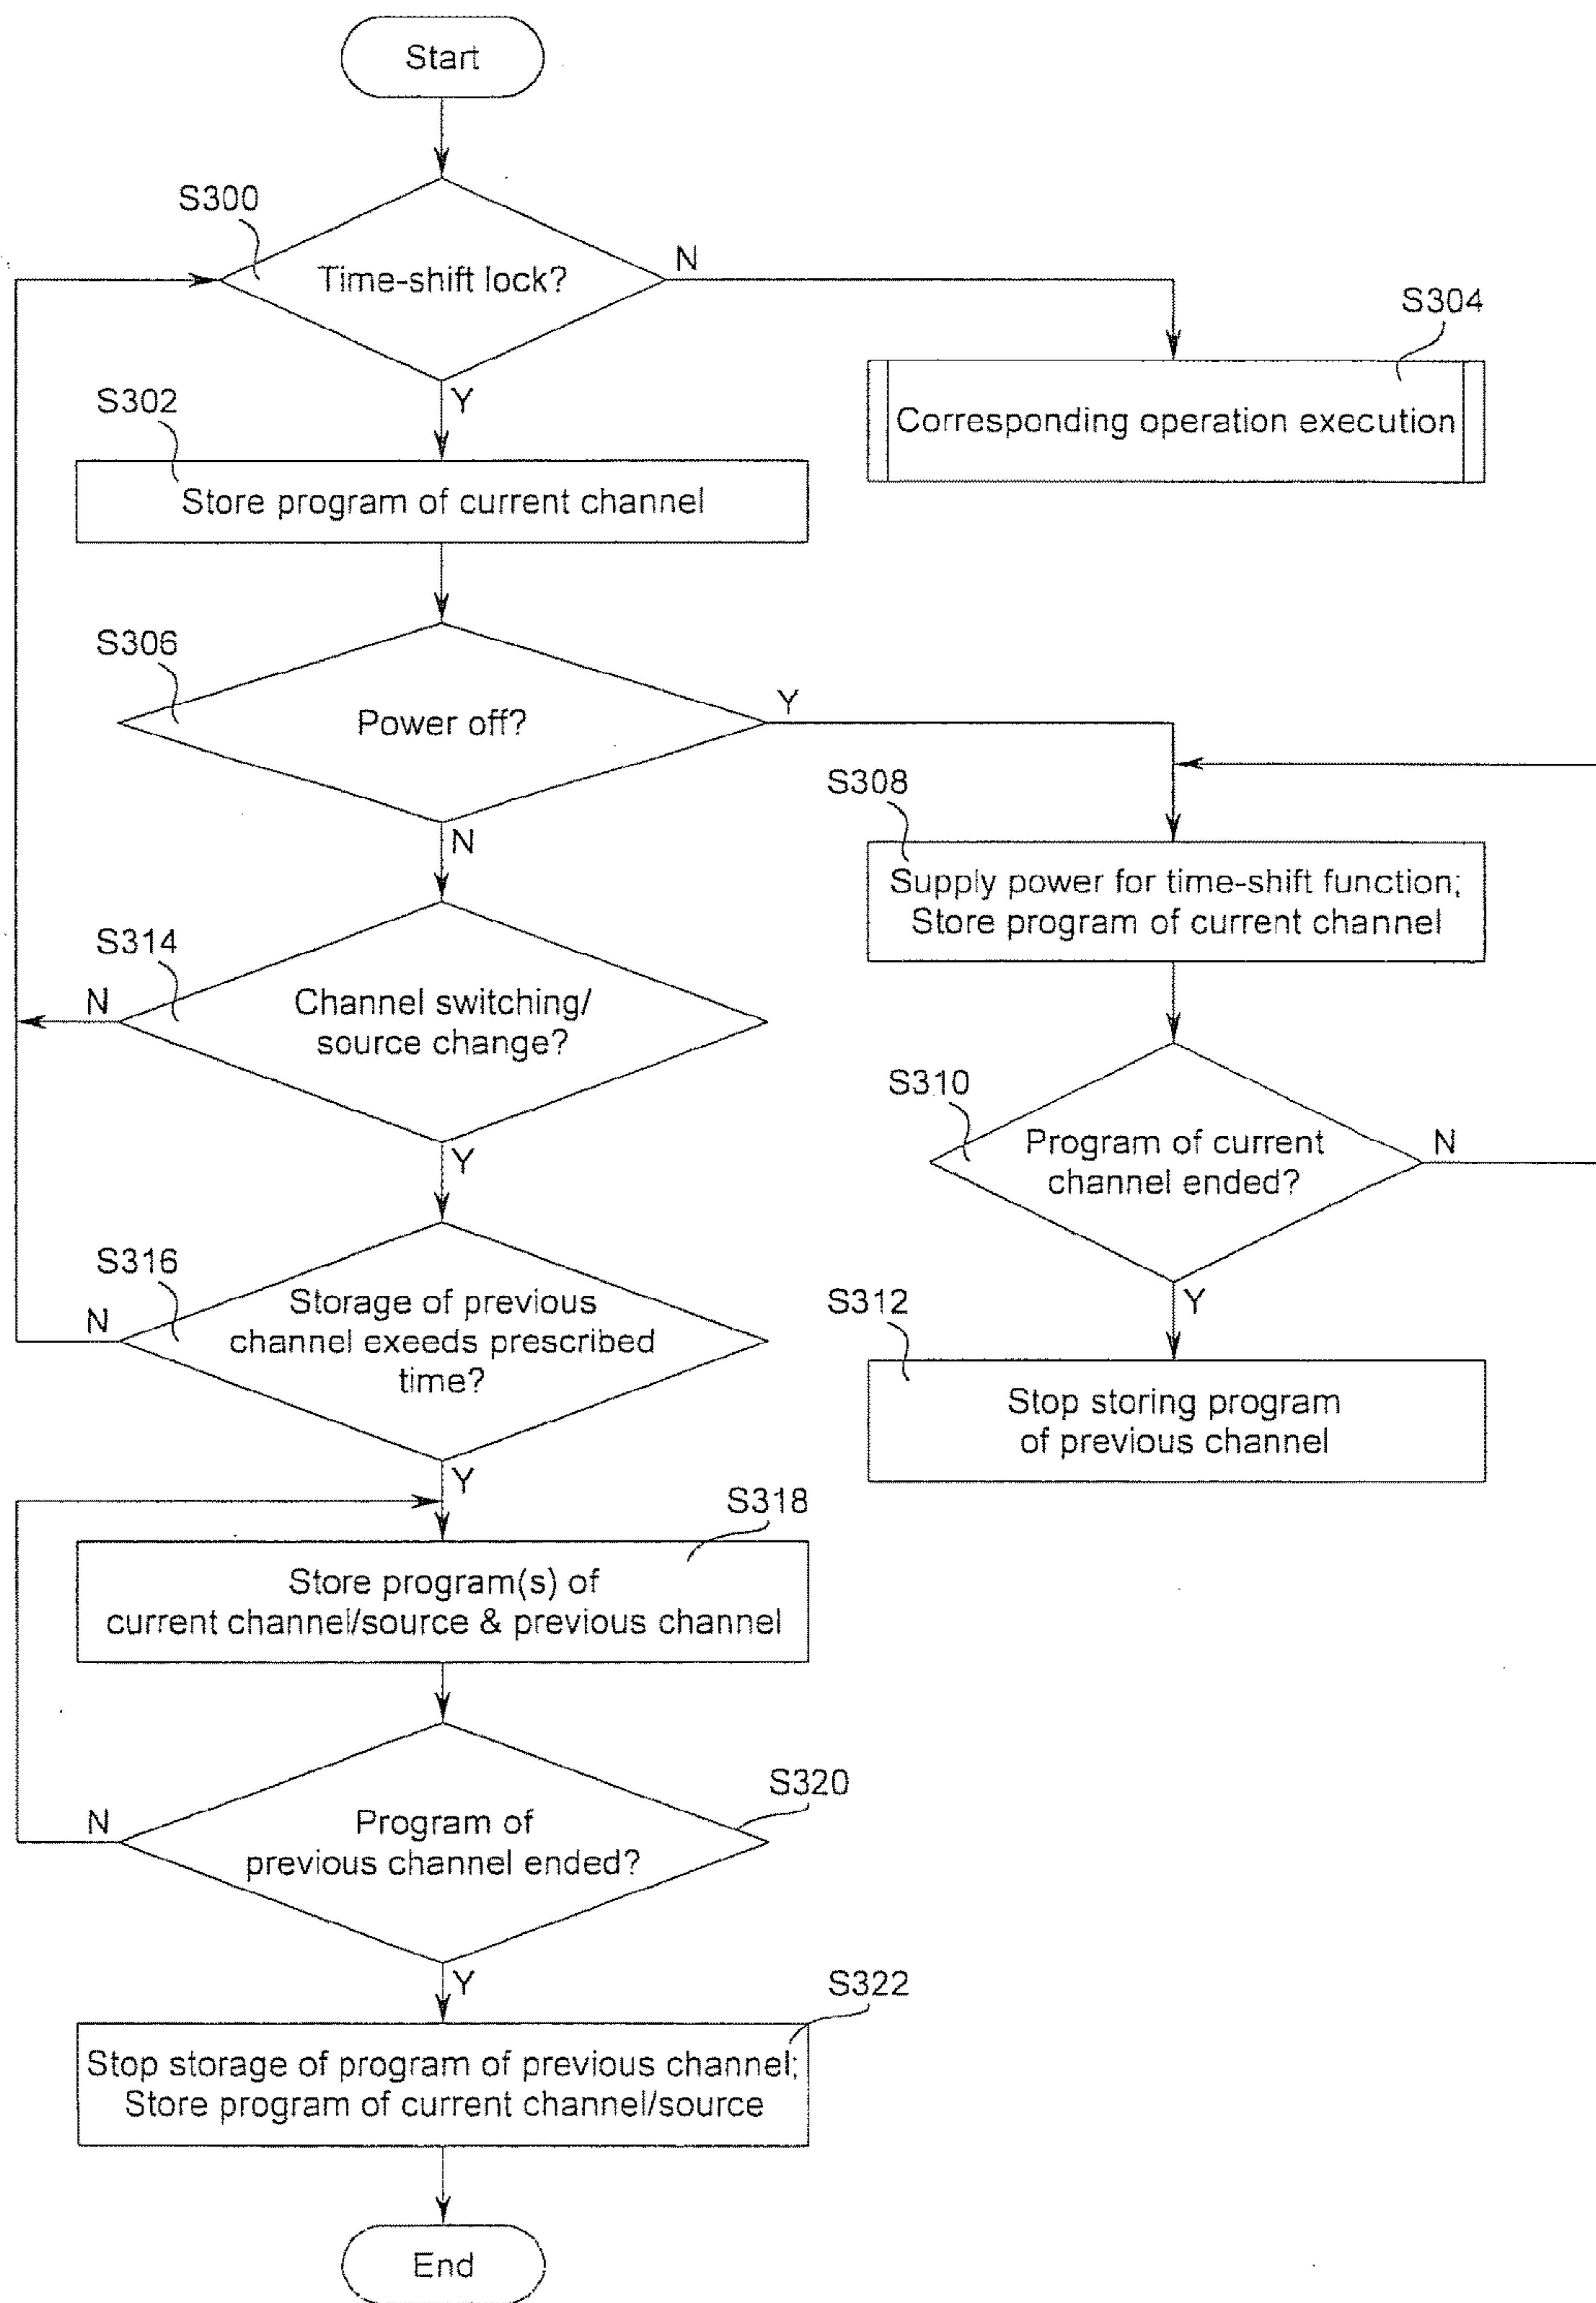 Start
S300
Time-shift lock?
N
S304
Y
S302
Corresponding operation execution
Store program of current channel
S306
Power off?
Y
N
S308
Supply power for time-shift function;
Store program of current channel
S314
N
Channel switching/
source change?
Y
S310
Program of current
channel ended?
N
Y
S316
N
Storage of previous
channel exeeds prescribed
time?
Y
S312
Stop storing program
of previous channel
S318
Store program(s) of
current channel/source & previous channel
S320
N
Program of
previous channel ended?
Y
S322
Stop storage of program of previous channel;
Store program of current channel/source
End